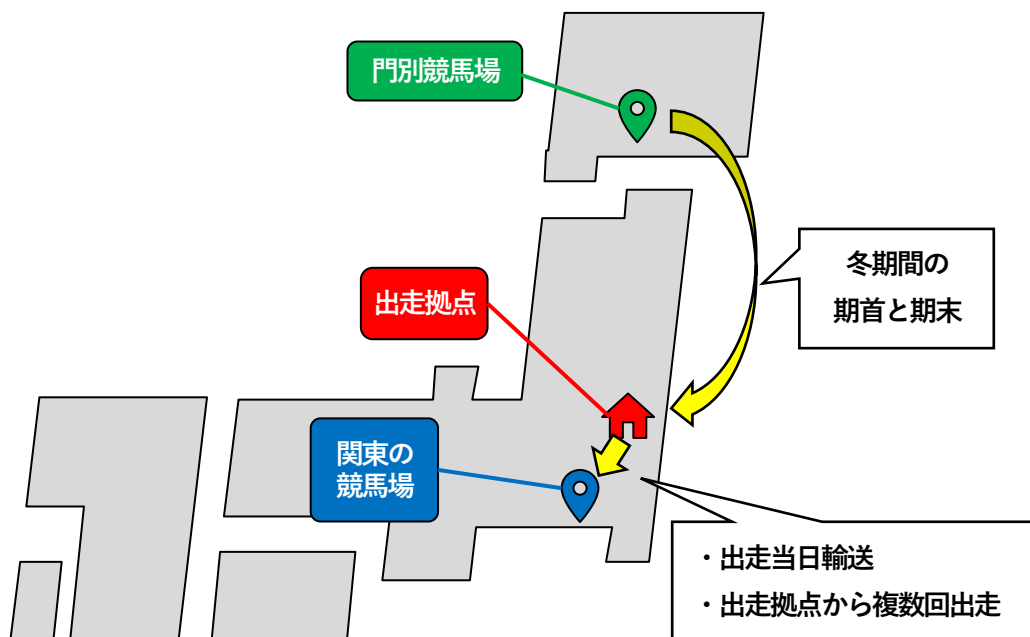 門別競馬場
冬期間の
期首と期末
出走拠点
関東の
競馬場
・出走当日輸送
・出走拠点から複数回出走